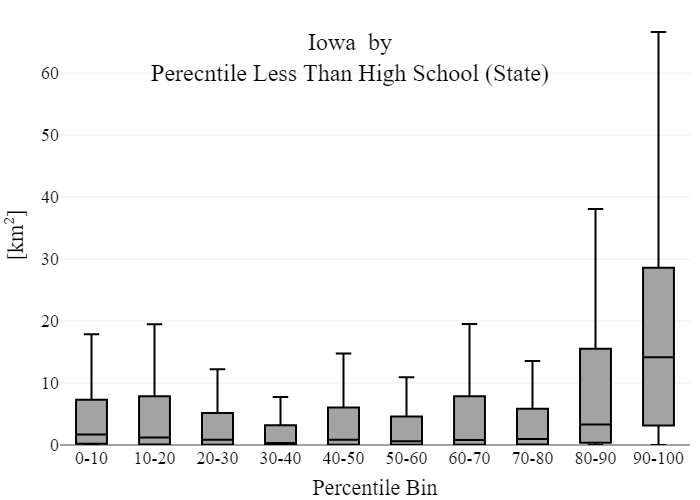 Iowa by
Perecntile Less Than High School (State)
60
50
40
30
20
10
0
[km²]
0-10 10-20 20-30 30-40 40-50 50-60 60-70 70-80 80-90 90-100
Percentile Bin